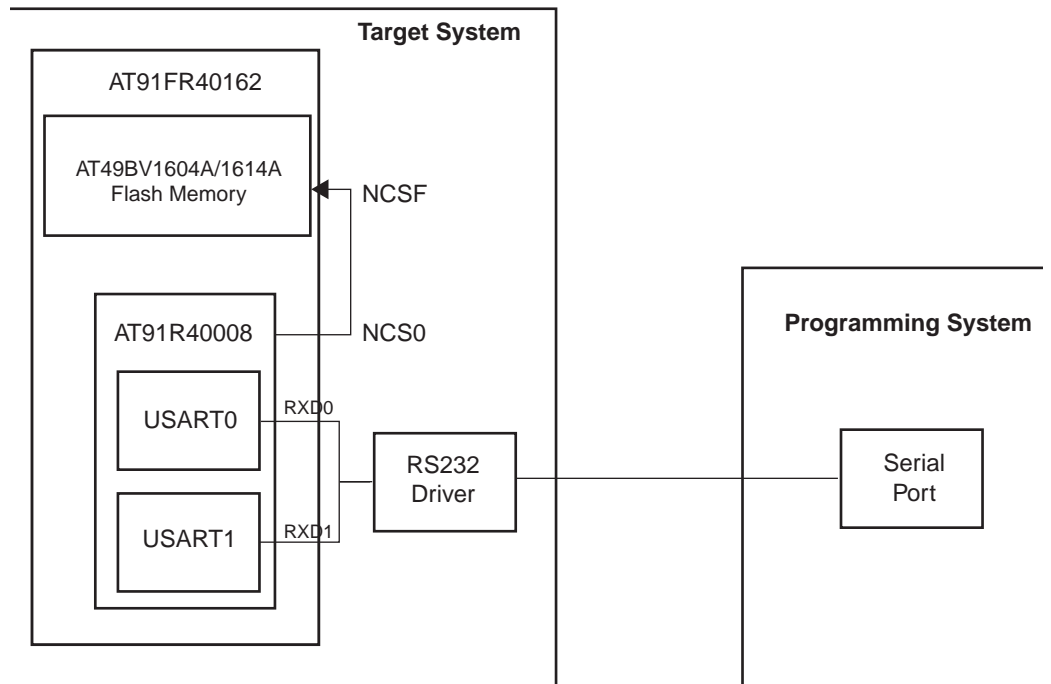 Target System
AT91FR40162
AT49BV1604A/1614A
Flash Memory
NCSF
AT91R40008
NCS0
USART0
RXD0
USART1
RXD1
RS232
Driver
Programming System
Serial
Port